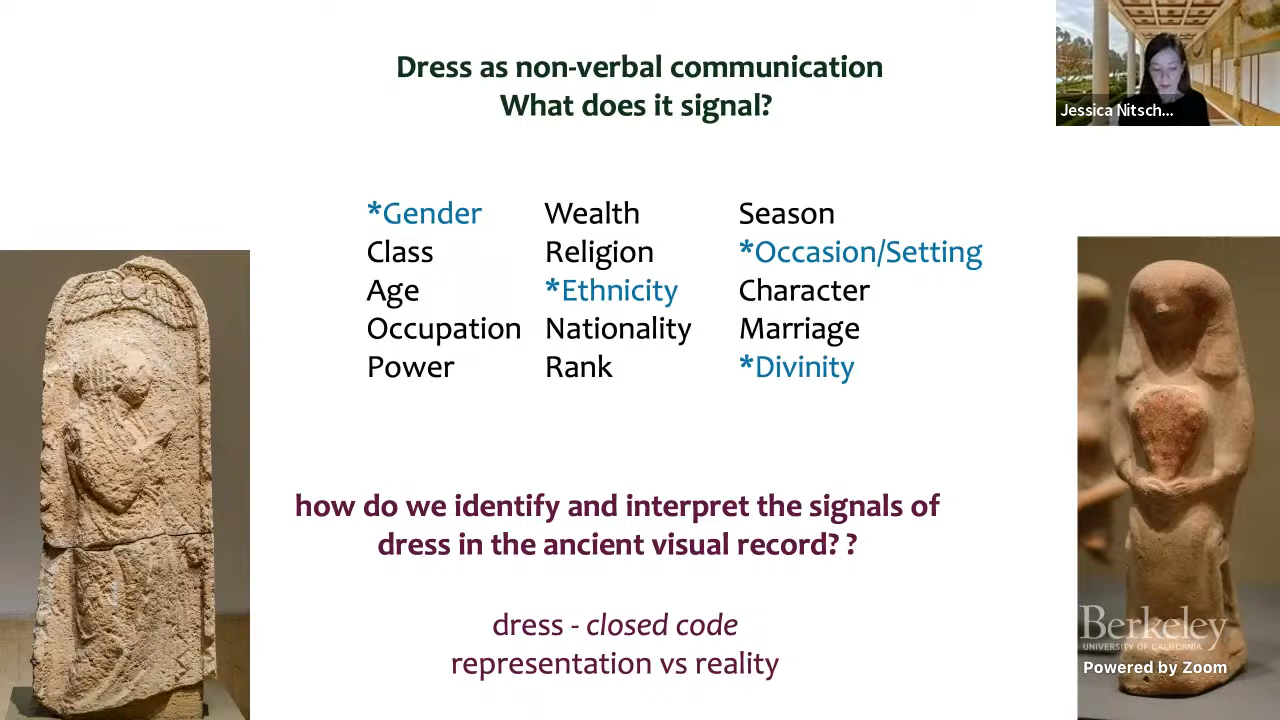 Dress as non-verbal communication
What does it signal?
Jessica Nitsch...
*Gender Wealth Season
Class Religion *Occasion/Setting
Age *Ethnicity Character
Occupation Nationality Marriage
Power Rank *Divinity
how do we identify and interpret the signals of
dress in the ancient visual record? ?
dress - closed code
representation vs reality
Berkeley
UNIVERSITY OF CALIFORNIA
Powered by Zoom